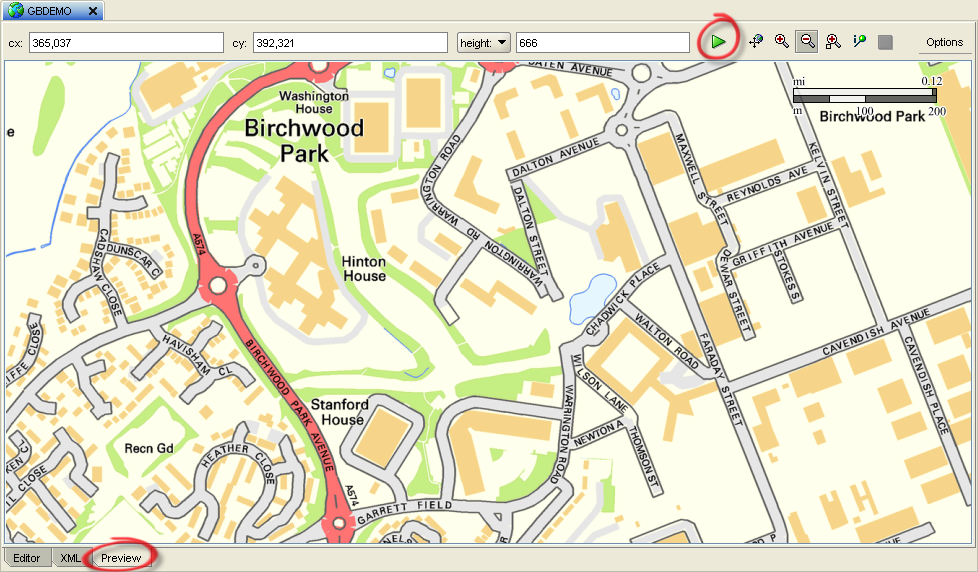 GBDEMO
cx: 365,037 cy: 392,321 height: 666 Options
DATEN AVENUE
mi 0.12
m 100 200
Washington
House
Birchwood
Park
Birchwood Park
e
WARRINGTON ROAD
DALTON AVENUE
MAXWELL STREET
KELVIN STREET
REYNOLDS AVE
DALTON STREET
WARRINGTON RD
WARRINGTON
A574
CADSHAW CLOSE
DUNSCAR C
Hinton
House
GRIFFITH AVENUE
DEWAR STREET
STOKES S
CHADWICK PLACE
WALTON ROAD
FARADAY STREET
CAVENDISH AVENUE
CAVENDISH PLACE
IFFE CLOSE
HAVISHAM CL
BIRCHWOOD PARK AVENUE
WILSON LANE
WARRINGTON ROAD
NEWTON A
THOMSON ST
Stanford
House
Recn Gd
HEATHER CLOSE
KEN CL
IL CLOSE
A574
GARRETT FIELD
NEL
Editor XML Preview